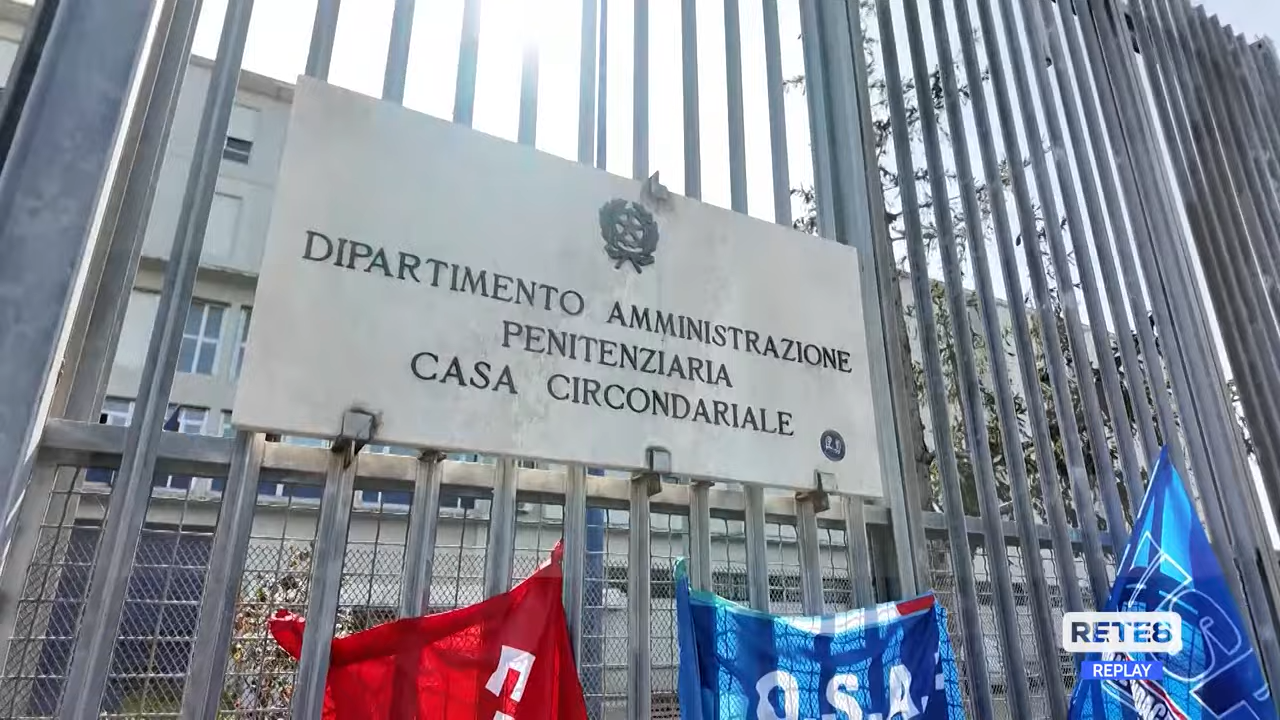 DIPARTIMENTO AMMINISTRAZIONE
PENITENZIARIA
CASA CIRCONDARIALE
O.S.A.
RETE8
REPLAY